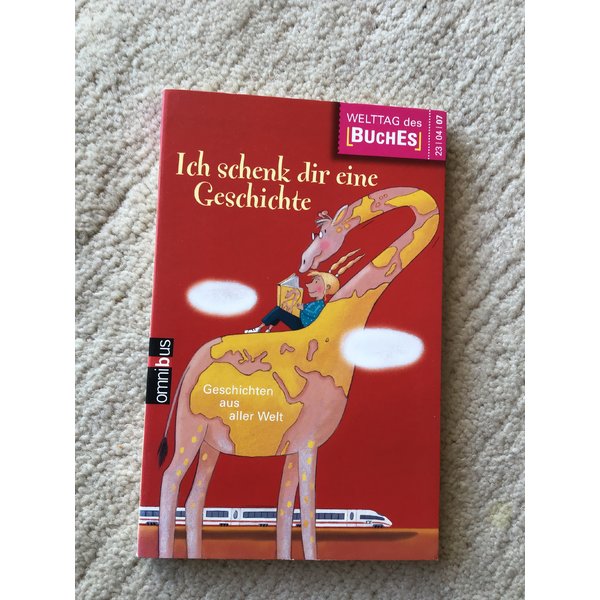 WELTTAG des
[BUCHES]
23 | 04 | 07
Ich schenk dir eine
Geschichte
omnibus
Geschichten
aus
aller Welt